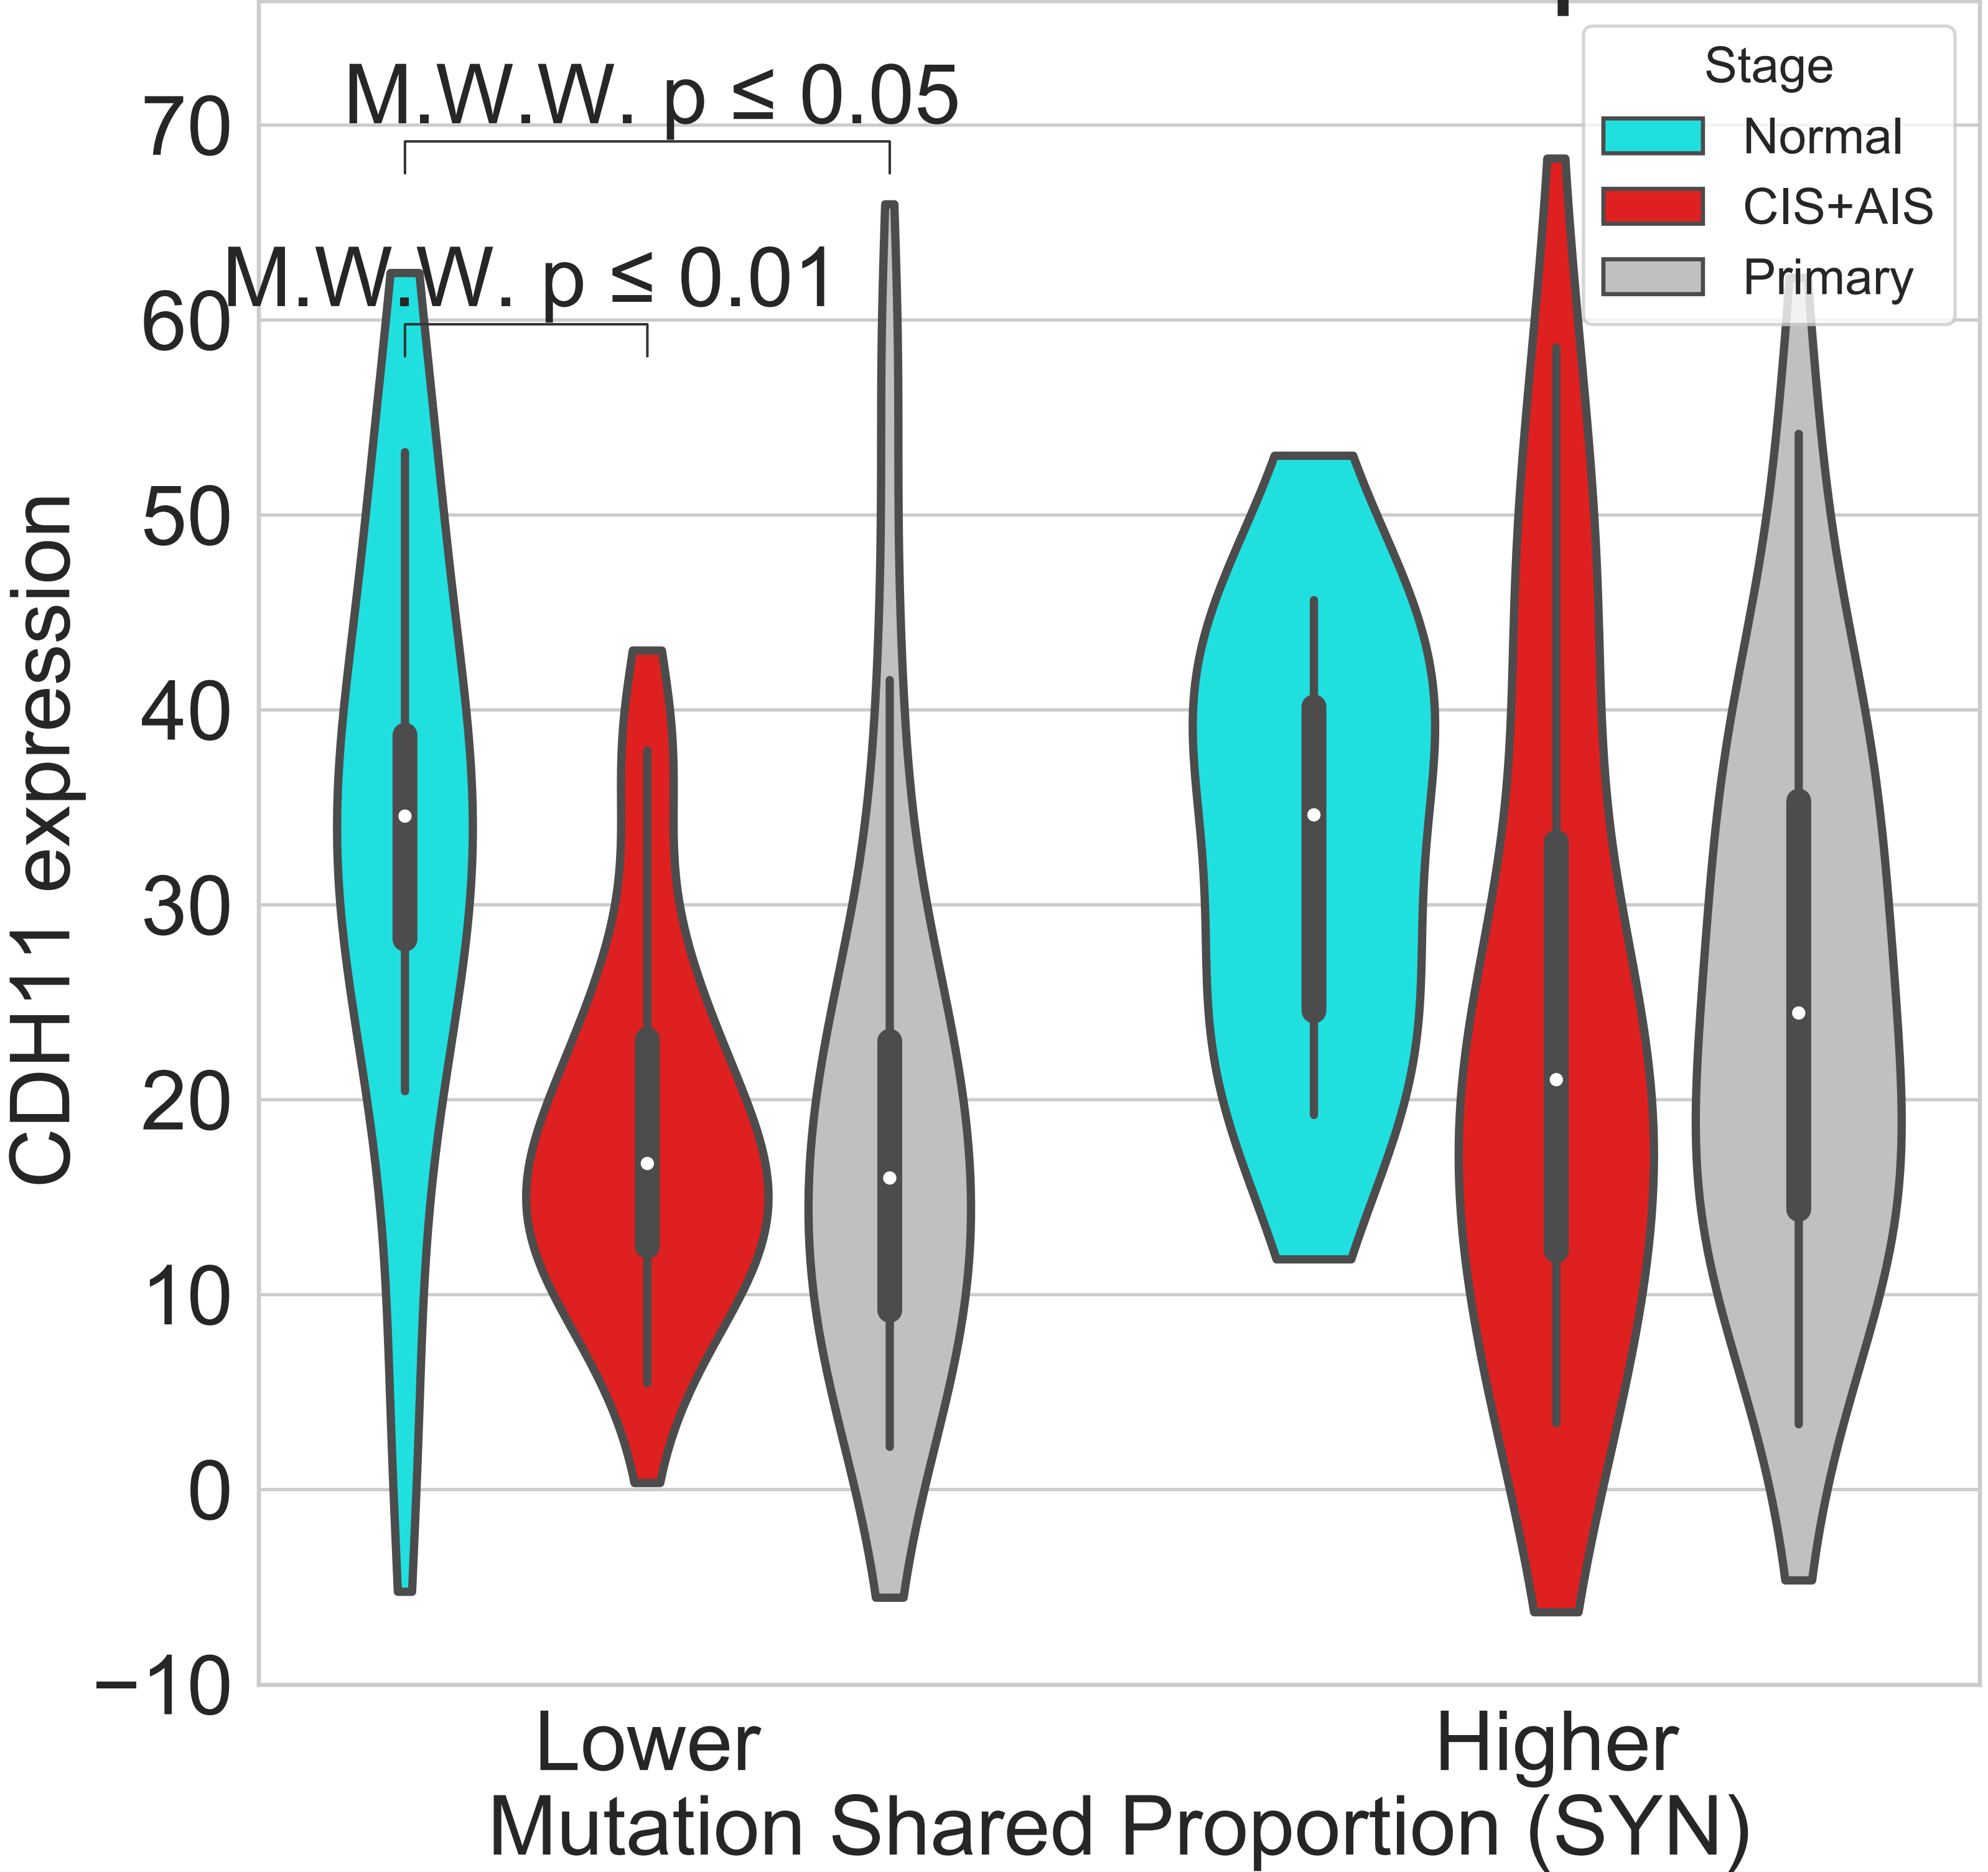 M.W.W. p ≤ 0.05
M.W.W. p ≤ 0.01
Stage
Normal
CIS+AIS
Primary
70
60
50
40
30
20
10
0
−10
CDH11 expression
Lower
Higher
Mutation Shared Proportion (SYN)